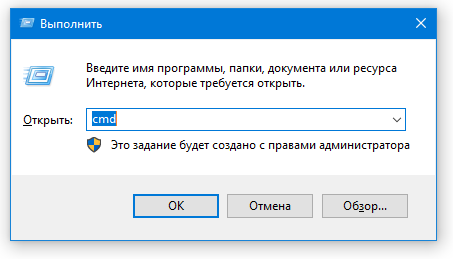 Выполнить
Введите имя программы, папки, документа или ресурса
Интернета, которые требуется открыть.
Открыть: cmd
Это задание будет создано с правами администратора
ОК Отмена Обзор...